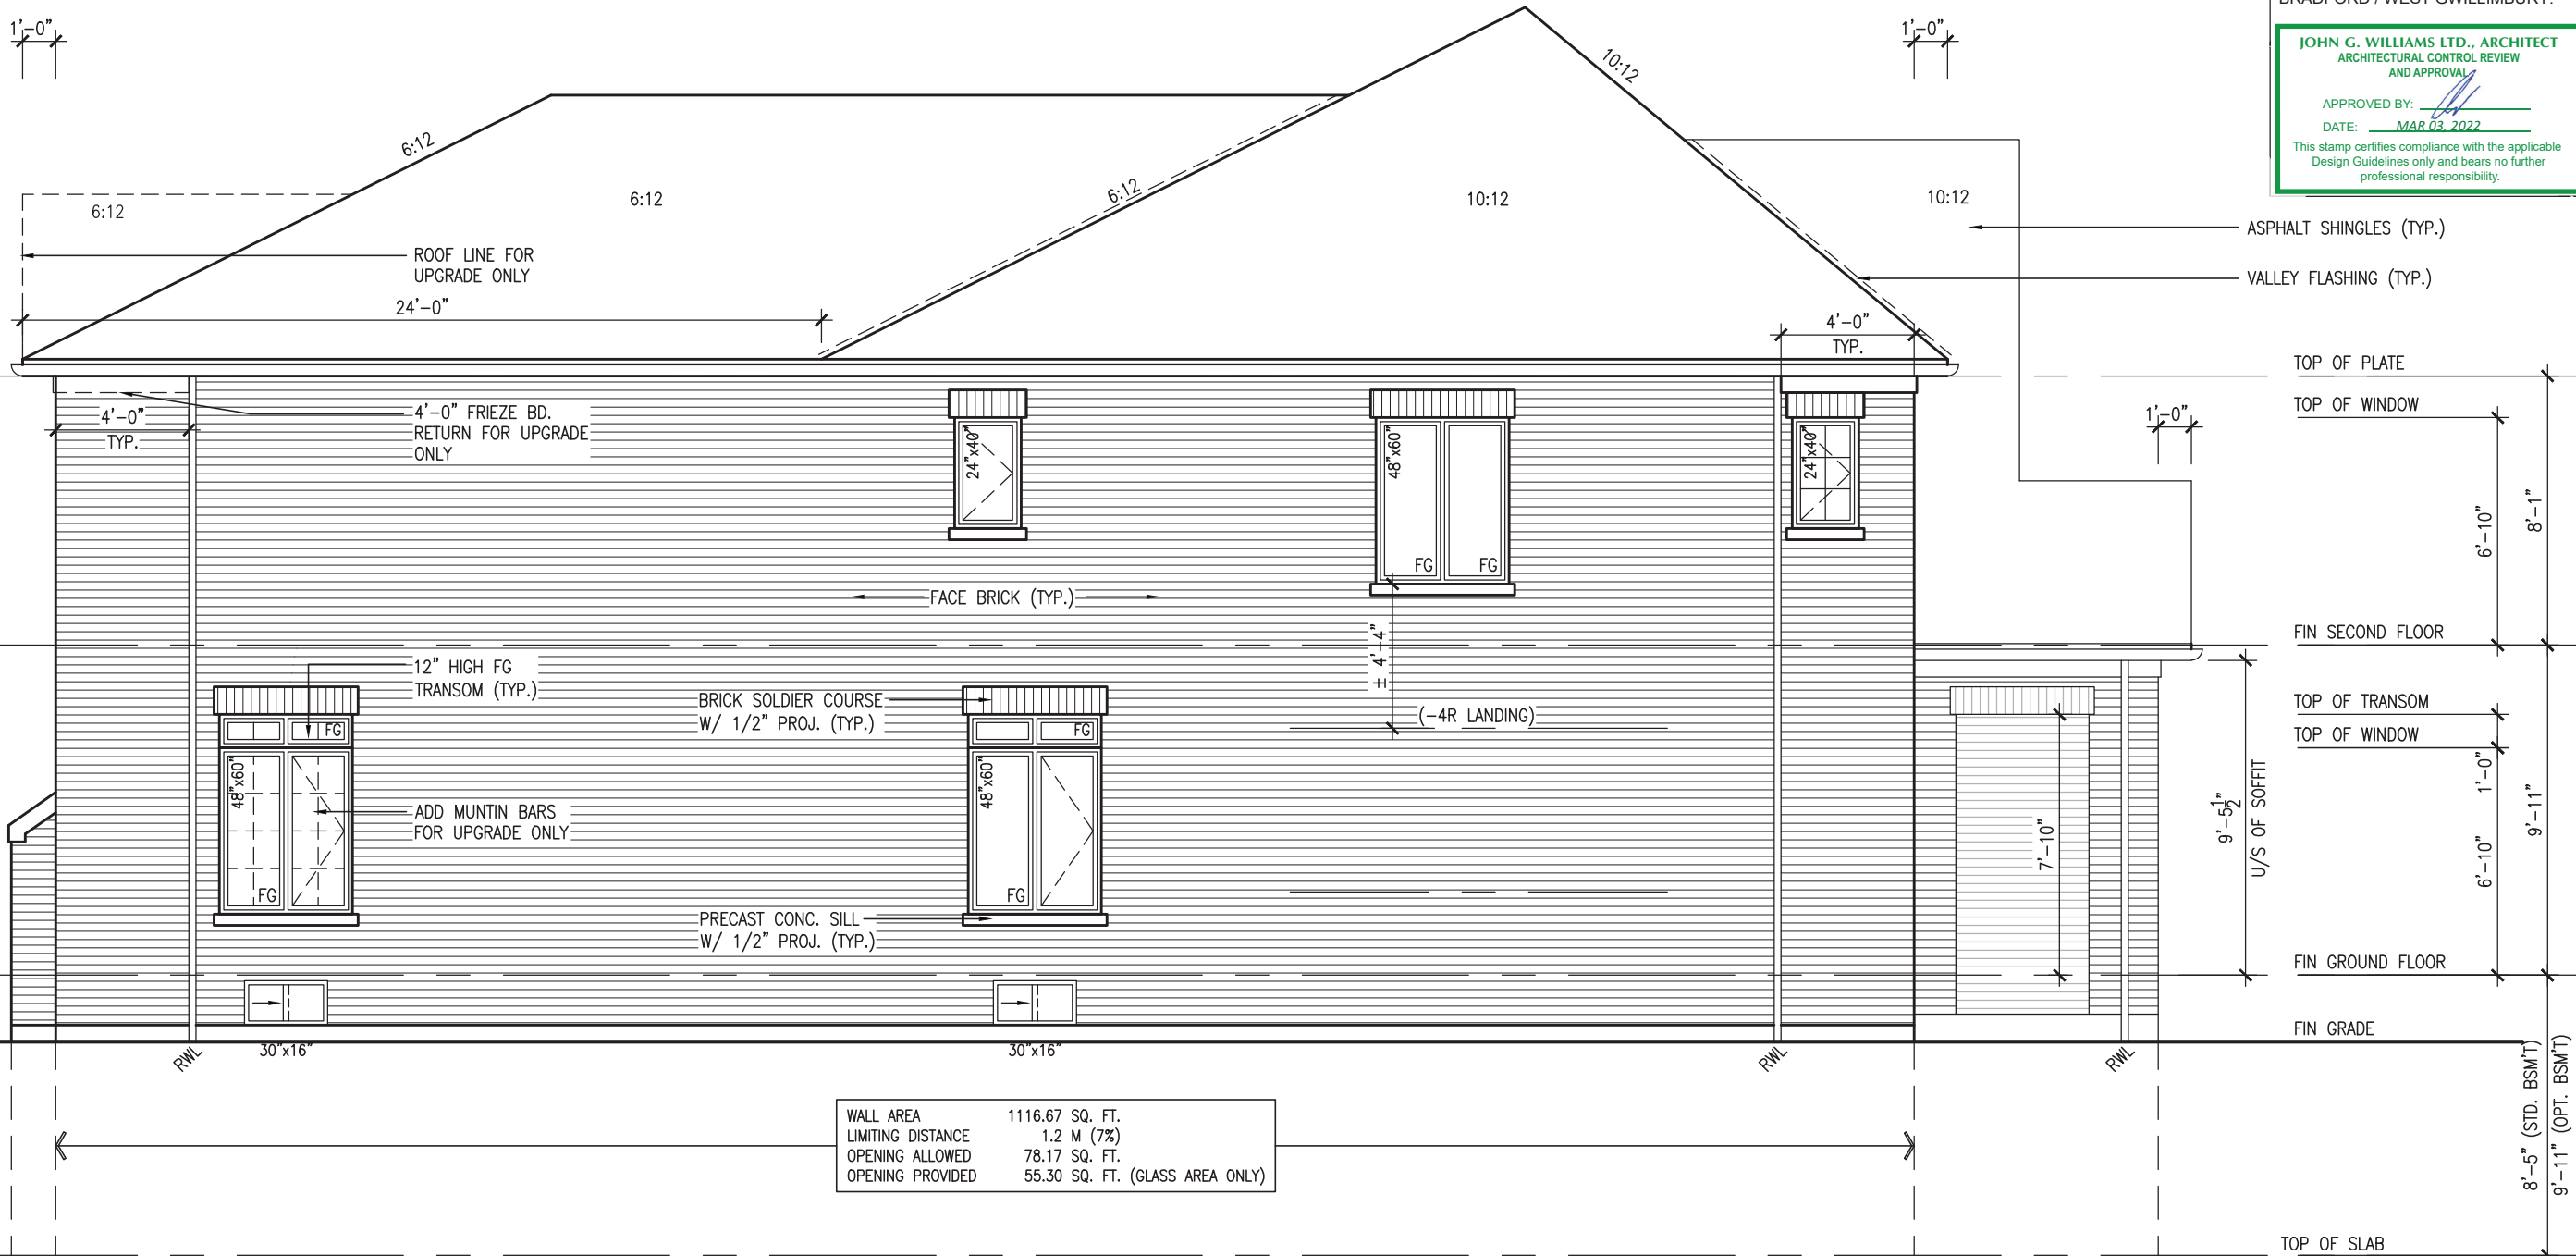 BRADFORD / WEST GWILLIMBURY.
JOHN G. WILLIAMS LTD., ARCHITECT
ARCHITECTURAL CONTROL REVIEW
AND APPROVAL
APPROVED BY:
DATE: MAR 03, 2022
This stamp certifies compliance with the applicable
Design Guidelines only and bears no further
professional responsibility.
1'-0"
1'-0"
10:12
6:12
6:12
6:12
6:12
10:12
10:12
ASPHALT SHINGLES (TYP.)
ROOF LINE FOR
UPGRADE ONLY
VALLEY FLASHING (TYP.)
24'-0"
4'-0"
TYP.
TOP OF PLATE
TOP OF WINDOW
4'-0"
TYP.
4'-0" FRIEZE BD.
RETURN FOR UPGRADE
ONLY
24"x40"
48"x60"
24"x40"
1'-0"
6'-10"
8'-1"
FG
FG
FACE BRICK (TYP.)
± 4'-4"
FIN SECOND FLOOR
12" HIGH FG
TRANSOM (TYP.)
BRICK SOLDIER COURSE
W/ 1/2" PROJ. (TYP.)
(-4R LANDING)
TOP OF TRANSOM
TOP OF WINDOW
FG
FG
48"x60"
48"x60"
1'-0"
9'-11"
9'-5 1/2"
U/S OF SOFFIT
7'-10"
6'-10"
ADD MUNTIN BARS
FOR UPGRADE ONLY
FG
FG
PRECAST CONC. SILL
W/ 1/2" PROJ. (TYP.)
FIN GROUND FLOOR
FIN GRADE
RWL
30"x16"
30"x16"
RWL
RWL
8'-5" (STD. BSM'T)
9'-11" (OPT. BSM'T)
WALL AREA 1116.67 SQ. FT.
LIMITING DISTANCE 1.2 M (7%)
OPENING ALLOWED 78.17 SQ. FT.
OPENING PROVIDED 55.30 SQ. FT. (GLASS AREA ONLY)
TOP OF SLAB